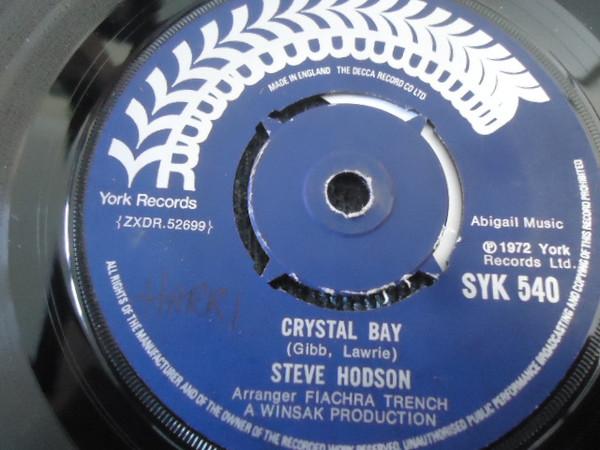 MADE IN ENGLAND THE DECCA RECORD CO LTD
YR
York Records
{ZXDR.52699}
Abigail Music
℗ 1972 York
Records Ltd.
SYK 540
HARRI
CRYSTAL BAY
(Gibb, Lawrie)
STEVE HODSON
Arranger FIACHRA TRENCH
A WINSAK PRODUCTION
ALL RIGHTS OF THE MANUFACTURER AND OF THE OWNER OF THE RECORDED WORK RESERVED. UNAUTHORISED PUBLIC PERFORMANCE BROADCASTING AND COPYING OF THIS RECORD PROHIBITED